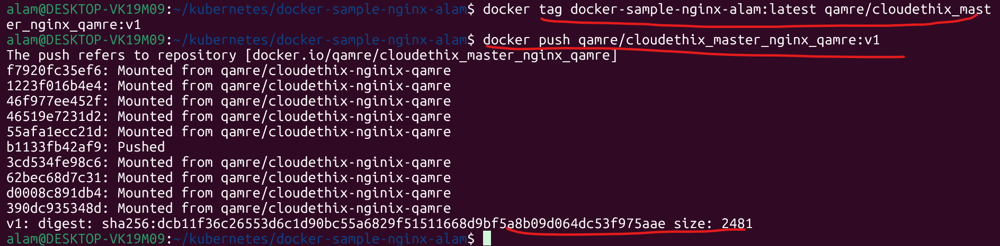 alam@DESKTOP-VK19M09:~/kubernetes/docker-sample-nginx-alam$ docker tag docker-sample-nginx-alam:latest qamre/cloudethix_mast
er_nginx_qamre:v1
alam@DESKTOP-VK19M09:~/kubernetes/docker-sample-nginx-alam$ docker push qamre/cloudethix_master_nginx_qamre:v1
The push refers to repository [docker.io/qamre/cloudethix_master_nginx_qamre]
f7920fc35ef6: Mounted from qamre/cloudethix-nginix-qamre
1223f016b4e4: Mounted from qamre/cloudethix-nginix-qamre
46f977ee452f: Mounted from qamre/cloudethix-nginix-qamre
46519e7231d2: Mounted from qamre/cloudethix-nginix-qamre
55afa1ecc21d: Mounted from qamre/cloudethix-nginix-qamre
b1133fb42af9: Pushed
3cd534fe98c6: Mounted from qamre/cloudethix-nginix-qamre
62bec68d7c31: Mounted from qamre/cloudethix-nginix-qamre
d0008c891db4: Mounted from qamre/cloudethix-nginix-qamre
390dc935348d: Mounted from qamre/cloudethix-nginix-qamre
v1: digest: sha256:dcb11f36c26553d6c1d90bc55a6829f51511668d9bf5a8b09d064dc53f975aae size: 2481
alam@DESKTOP-VK19M09:~/kubernetes/docker-sample-nginx-alam$